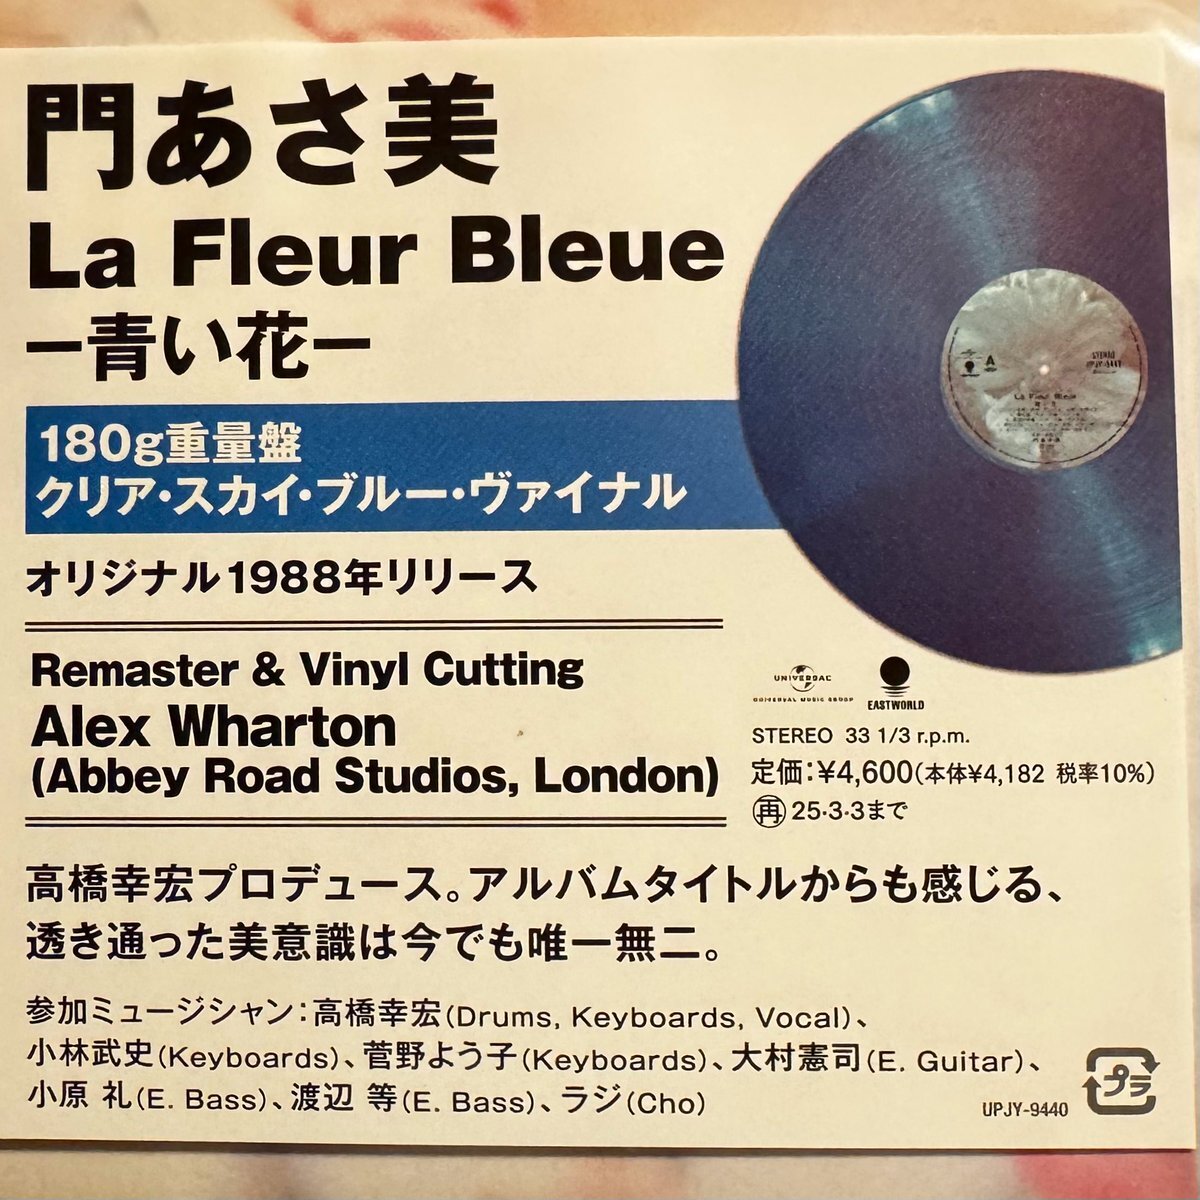 門あさ美
La Fleur Bleue
ー青い花ー
180g重量盤
クリア・スカイ・ブルー・ヴァイナル
オリジナル1988年リリース
Remaster & Vinyl Cutting
Alex Wharton
(Abbey Road Studios, London)
A
La Fleur Bleue
UNIVERSAL
UNIVERSAL MUSIC GROUP
EASTWORLD
STEREO 33 1/3 r.p.m.
定価：¥4,600（本体¥4,182 税率10%）
再 25・3・3まで
高橋幸宏プロデュース。アルバムタイトルからも感じる、
透き通った美意識は今でも唯一無二。
参加ミュージシャン：高橋幸宏（Drums, Keyboards, Vocal）、
小林武史（Keyboards）、菅野よう子（Keyboards）、大村憲司（E. Guitar）、
小原 礼（E. Bass）、渡辺 等（E. Bass）、ラジ（Cho）
UPJY-9440
プラ